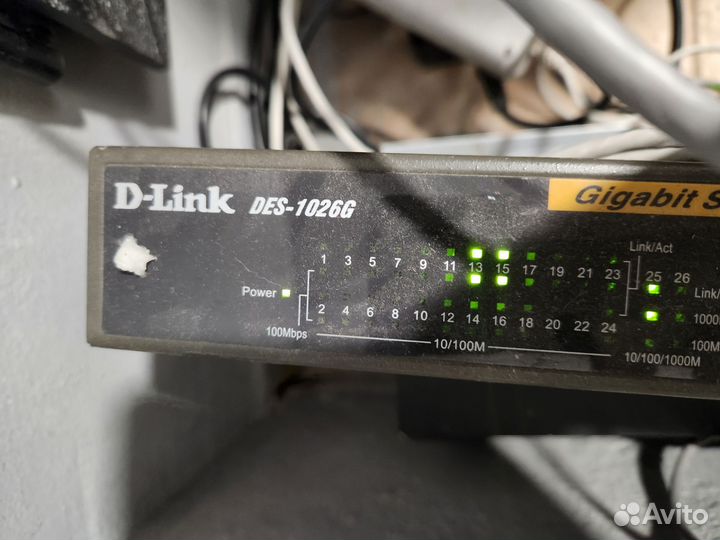 D-Link DES-1026G Gigabit S
Link/Act
1 3 5 7 9 11 13 15 17 19 21 23 25 26
Power Link/
2 4 6 8 10 12 14 16 18 20 22 24 1000
100Mbps 100M
10/100M 10/100/1000M
Avito